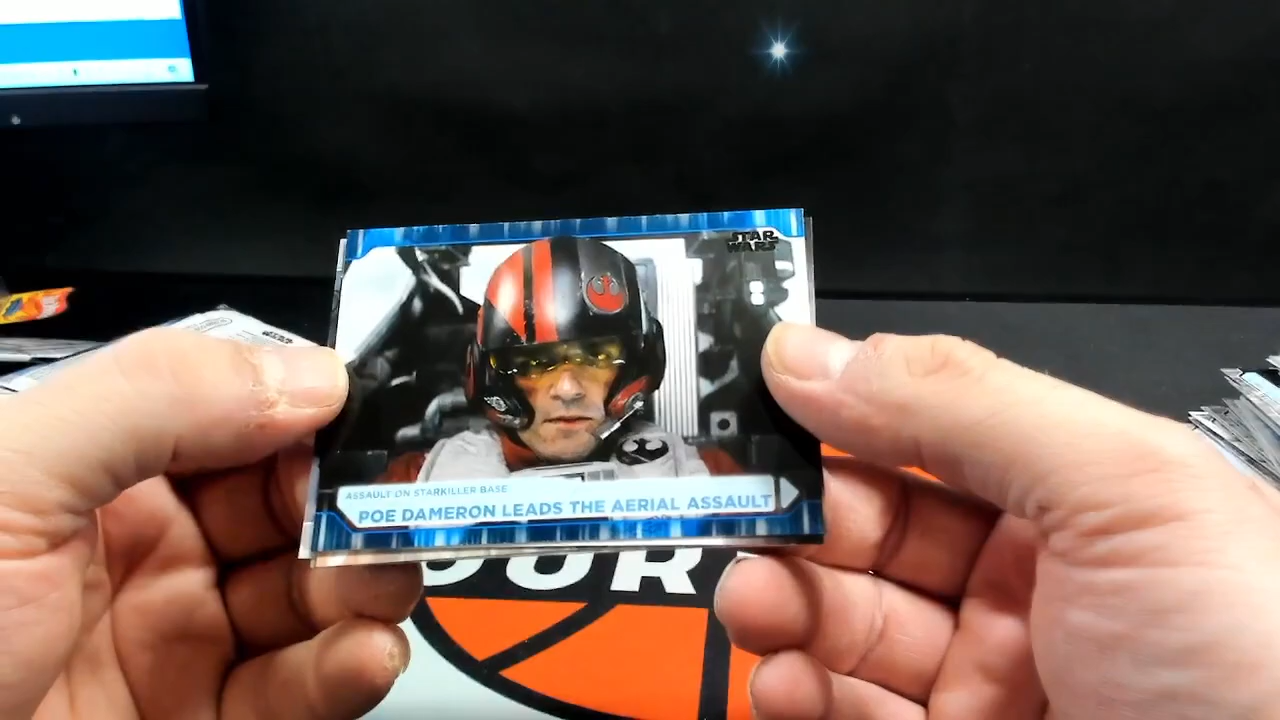 STAR
WARS
ASSAULT ON STARKILLER BASE
POE DAMERON LEADS THE AERIAL ASSAULT
OUR